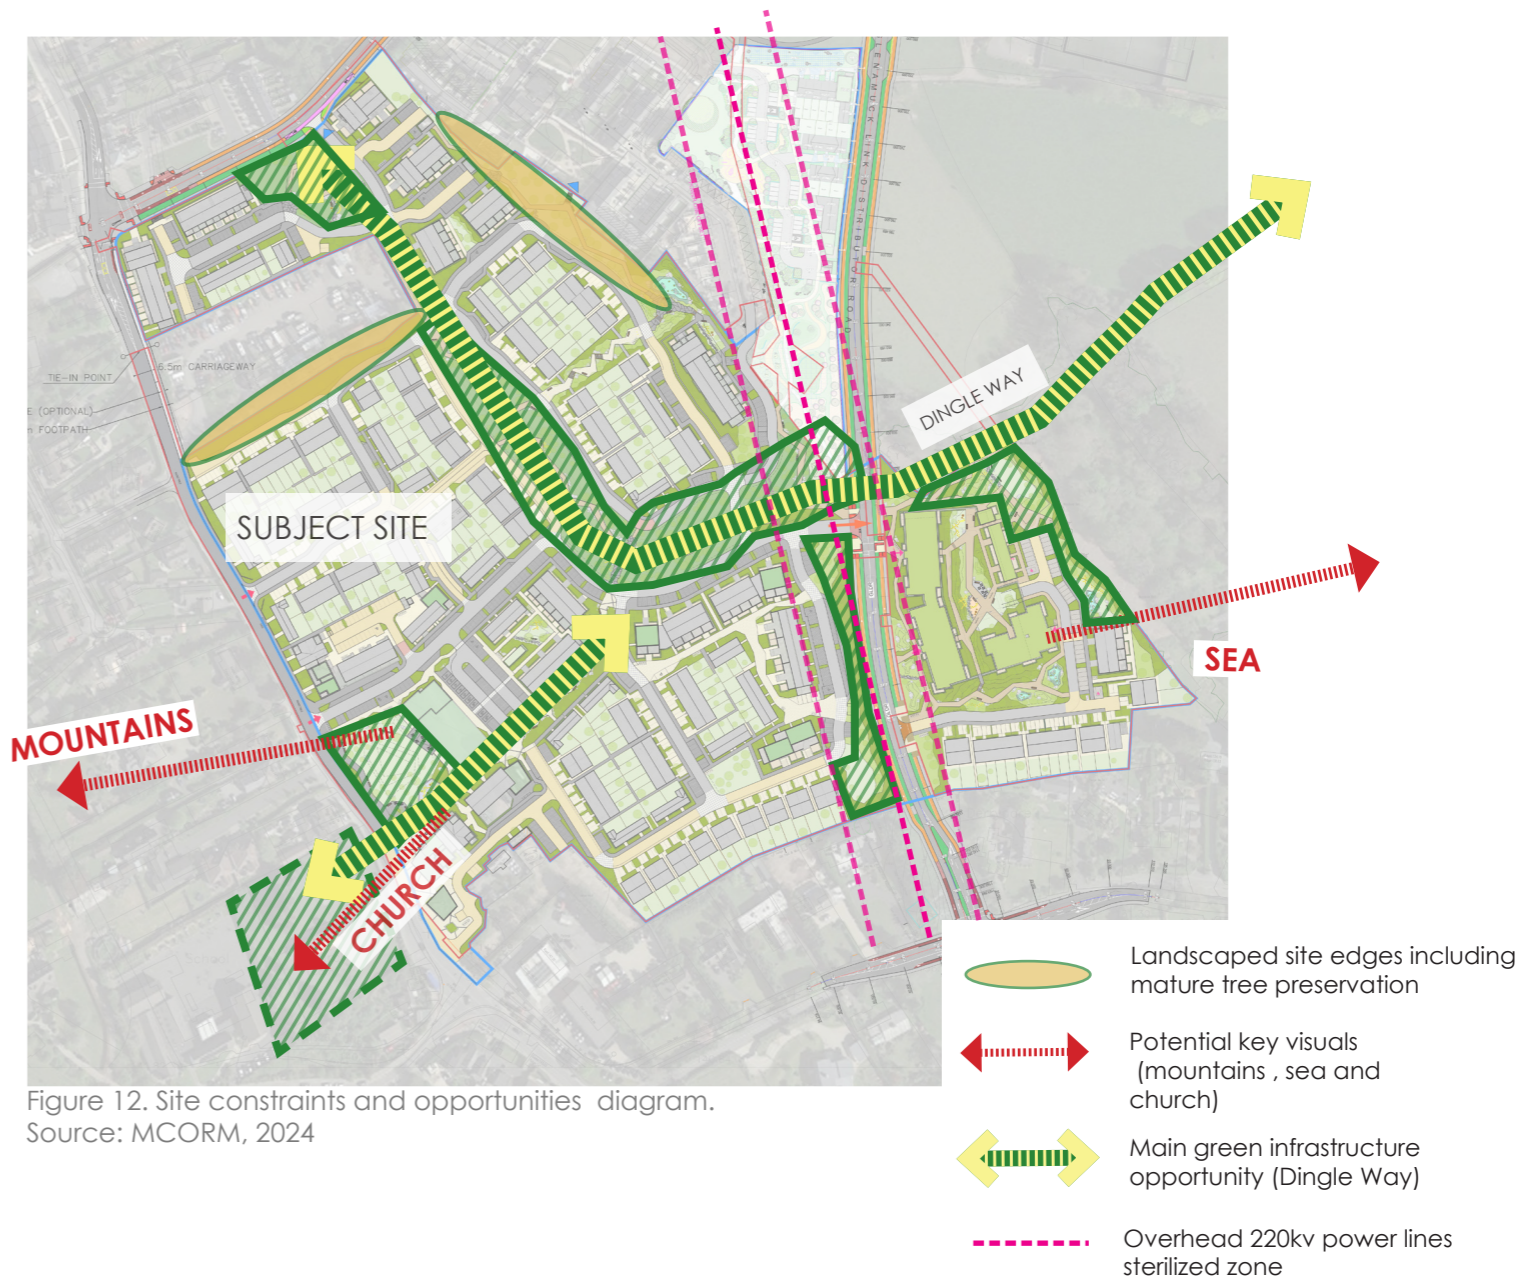 LENAMUCK LINK DISTRIBUTOR ROAD
TIE-IN POINT
6.5m CARRIAGEWAY
E (OPTIONAL)
FOOTPATH
DINGLE WAY
SUBJECT SITE
SEA
MOUNTAINS
CHURCH
Landscaped site edges including
mature tree preservation
Potential key visuals
(mountains , sea and
church)
Main green infrastructure
opportunity (Dingle Way)
Overhead 220kv power lines
sterilized zone
Figure 12. Site constraints and opportunities diagram.
Source: MCORM, 2024